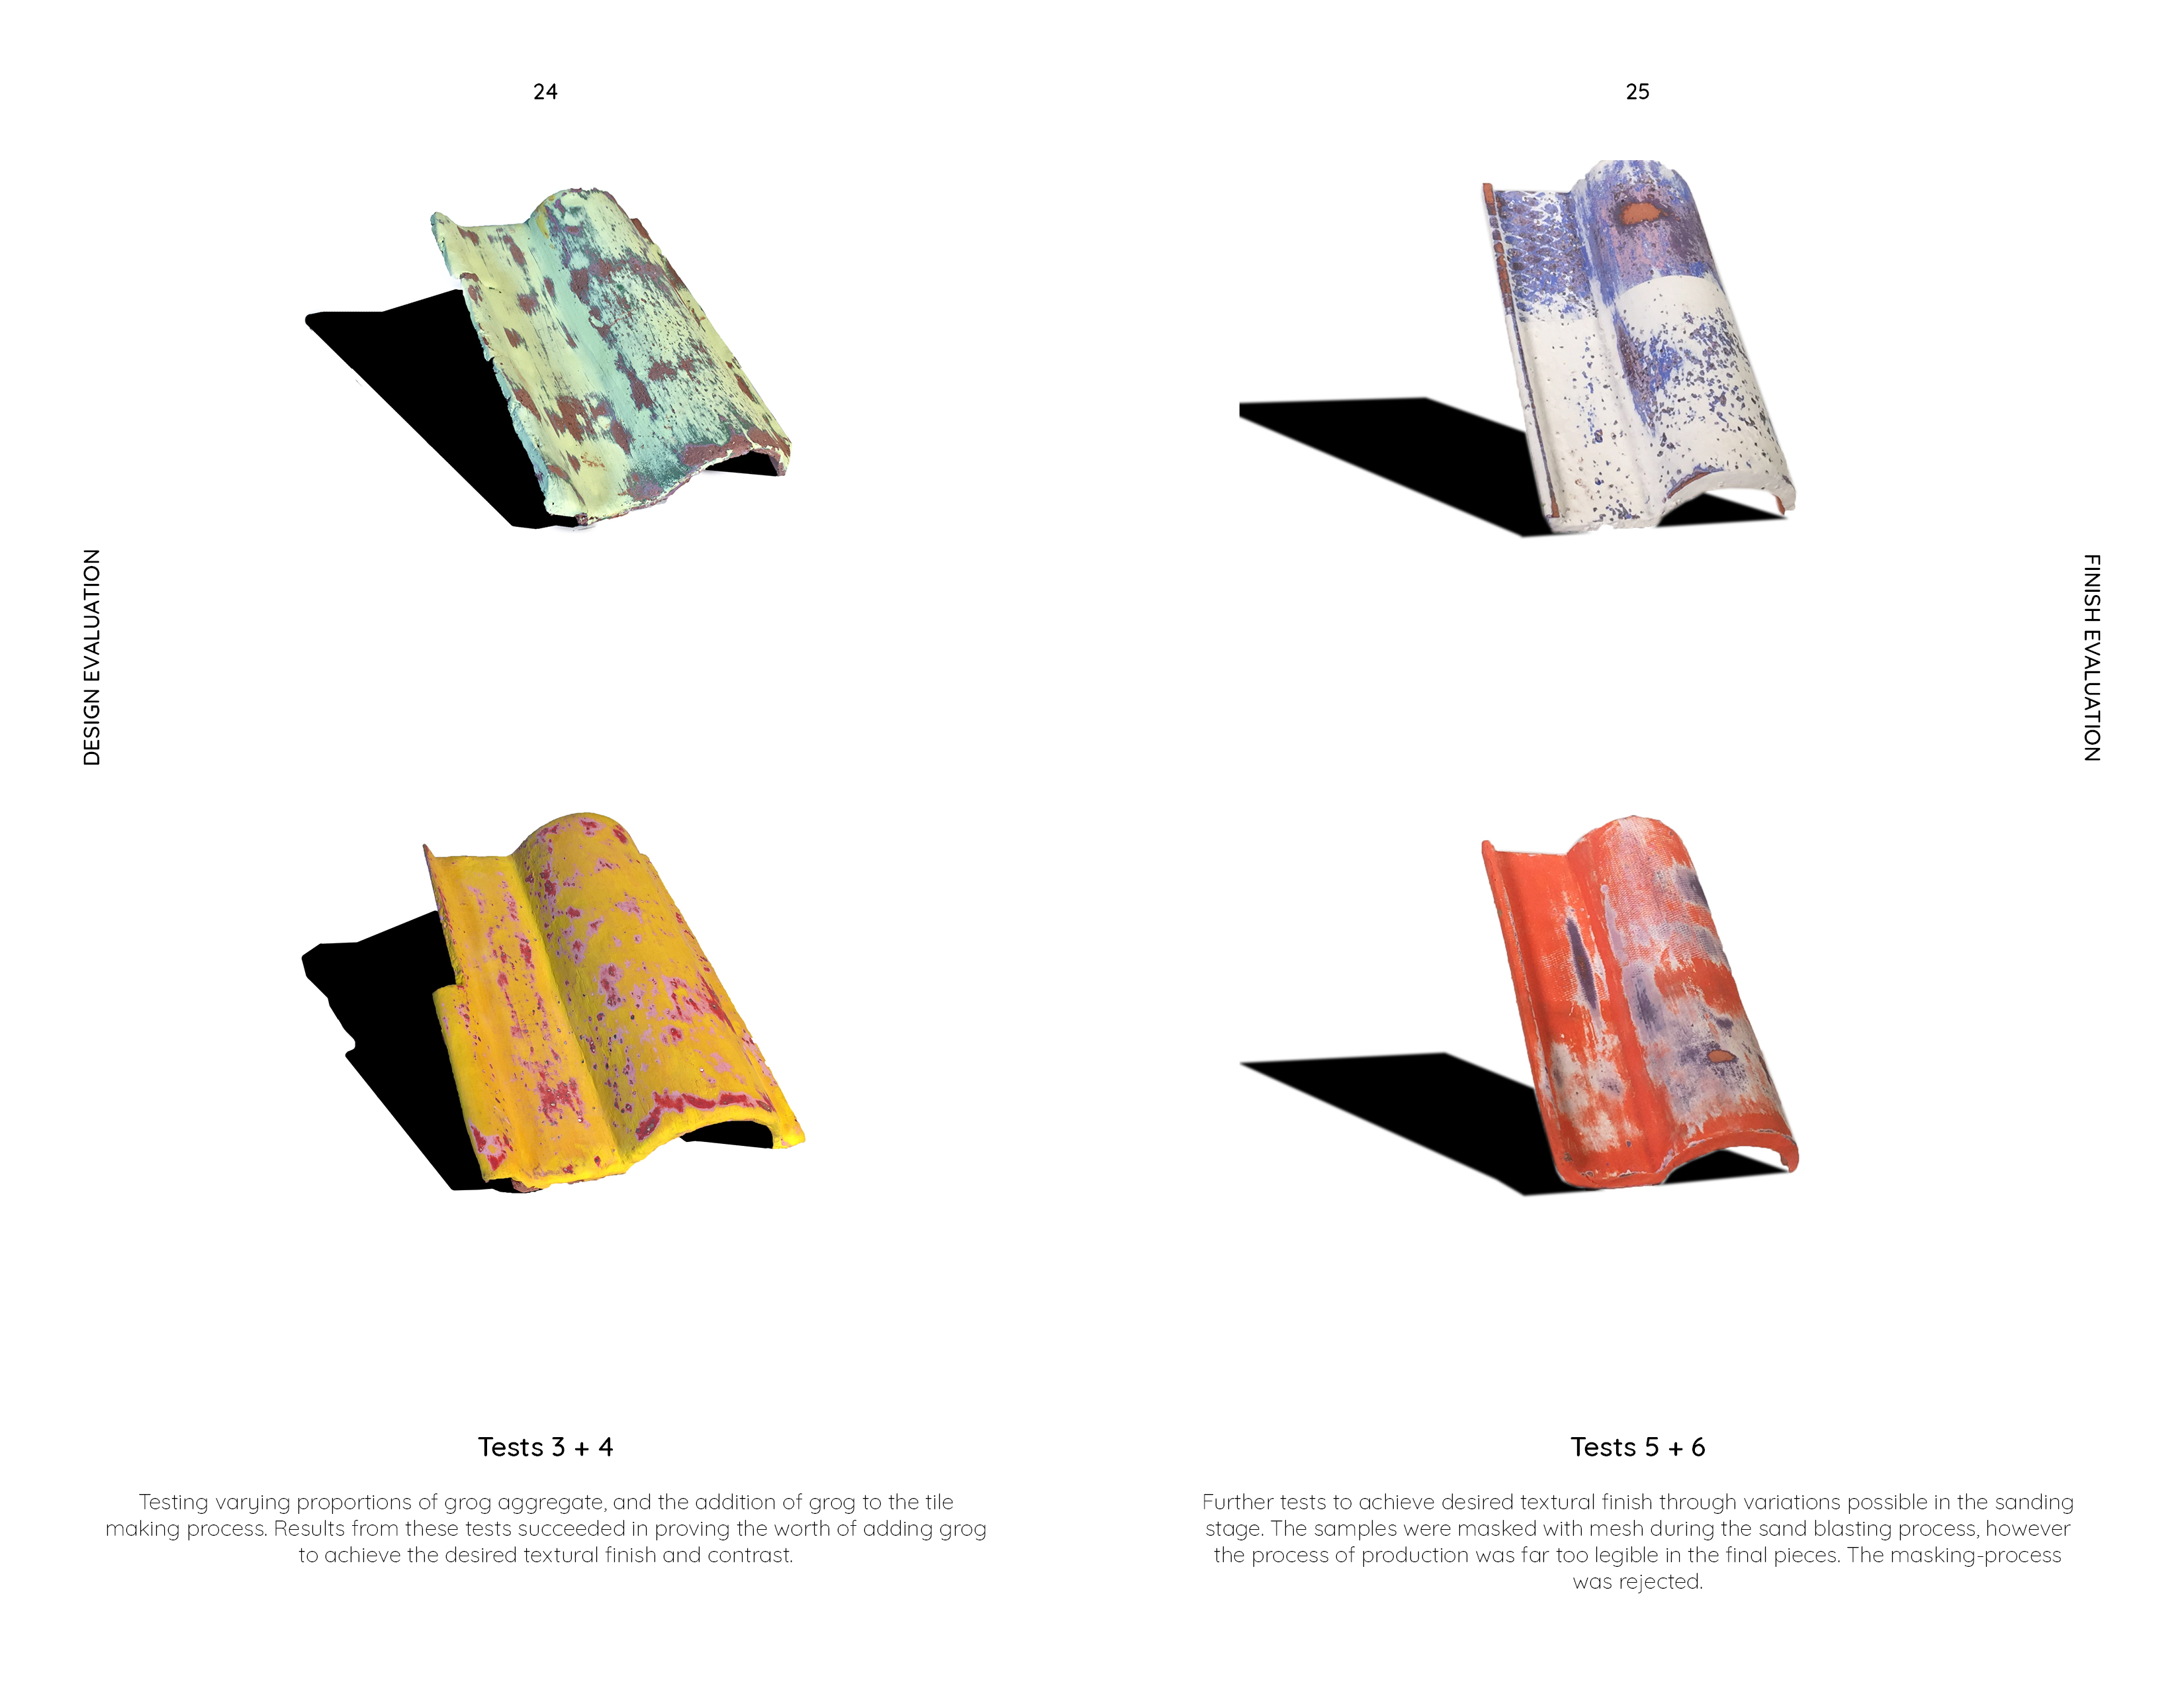 24
DESIGN EVALUATION
Tests 3 + 4
Testing varying proportions of grog aggregate, and the addition of grog to the tile
making process. Results from these tests succeeded in proving the worth of adding grog
to achieve the desired textural finish and contrast.
25
FINISH EVALUATION
Tests 5 + 6
Further tests to achieve desired textural finish through variations possible in the sanding
stage. The samples were masked with mesh during the sand blasting process, however
the process of production was far too legible in the final pieces. The masking-process
was rejected.